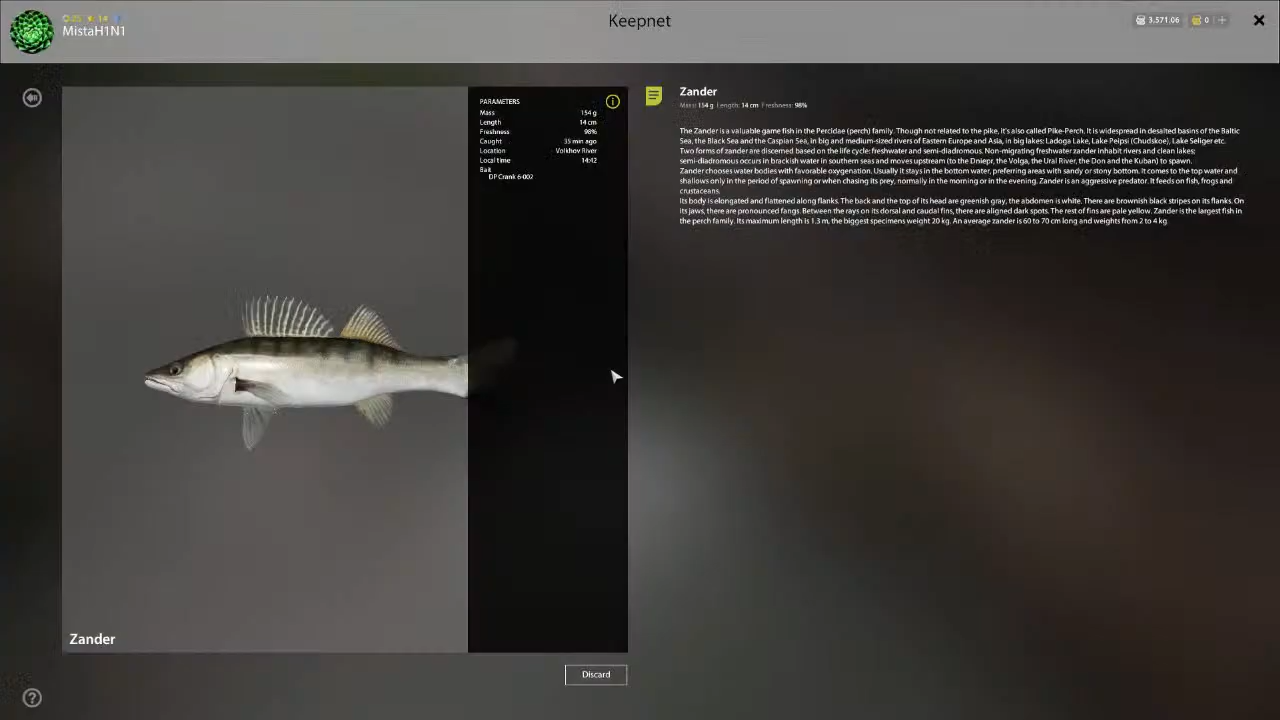 25 14
MistaH1N1
Keepnet
3,571.06 0 +
PARAMETERS
Mass 154 g
Length 14 cm
Freshness 98%
Caught 35 min ago
Location Volkhov River
Local time 14:42
Bait
DP Crank 6-002
Zander
Discard
Zander
Mass: 154 g Length: 14 cm Freshness: 98%
The Zander is a valuable game fish in the Percidae (perch) family. Though not related to the pike, it's also called Pike-Perch. It is widespread in desalted basins of the Baltic
Sea, the Black Sea and the Caspian Sea, in big and medium-sized rivers of Eastern Europe and Asia, in big lakes: Ladoga Lake, Lake Peipsi (Chudskoe), Lake Seliger etc.
Two forms of zander are discerned based on the life cycle: freshwater and semi-diadromous. Non-migrating freshwater zander inhabit rivers and clean lakes;
semi-diadromous occurs in brackish water in southern seas and moves upstream (to the Dniepr, the Volga, the Ural River, the Don and the Kuban) to spawn.
Zander chooses water bodies with favorable oxygenation. Usually it stays in the bottom water, preferring areas with sandy or stony bottom. It comes to the top water and
shallows only in the period of spawning or when chasing its prey, normally in the morning or in the evening. Zander is an aggressive predator. It feeds on fish, frogs and
crustaceans.
Its body is elongated and flattened along flanks. The back and the top of its head are greenish gray, the abdomen is white. There are brownish black stripes on its flanks. On
its jaws, there are pronounced fangs. Between the rays on its dorsal and caudal fins, there are aligned dark spots. The rest of fins are pale yellow. Zander is the largest fish in
the perch family. Its maximum length is 1.3 m, the biggest specimens weight 20 kg. An average zander is 60 to 70 cm long and weights from 2 to 4 kg.